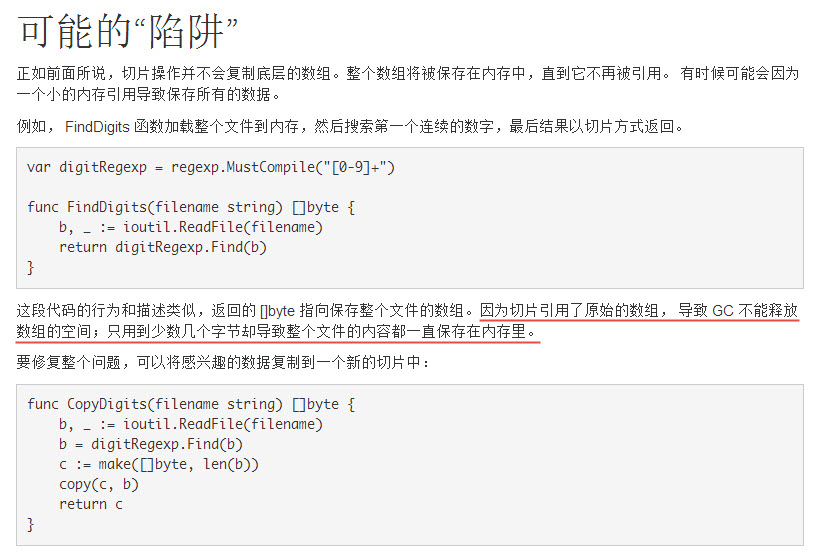 可能的“陷阱”
正如前面所说，切片操作并不会复制底层的数组。整个数组将被保存在内存中，直到它不再被引用。 有时候可能会因为
一个小的内存引用导致保存所有的数据。
例如， FindDigits 函数加载整个文件到内存，然后搜索第一个连续的数字，最后结果以切片方式返回。
var digitRegexp = regexp.MustCompile("[0-9]+")
func FindDigits(filename string) []byte {
    b, _ := ioutil.ReadFile(filename)
    return digitRegexp.Find(b)
}
这段代码的行为和描述类似，返回的 []byte 指向保存整个文件的数组。因为切片引用了原始的数组， 导致 GC 不能释放
数组的空间；只用到少数几个字节却导致整个文件的内容都一直保存在内存里。
要修复整个问题，可以将感兴趣的数据复制到一个新的切片中：
func CopyDigits(filename string) []byte {
    b, _ := ioutil.ReadFile(filename)
    b = digitRegexp.Find(b)
    c := make([]byte, len(b))
    copy(c, b)
    return c
}